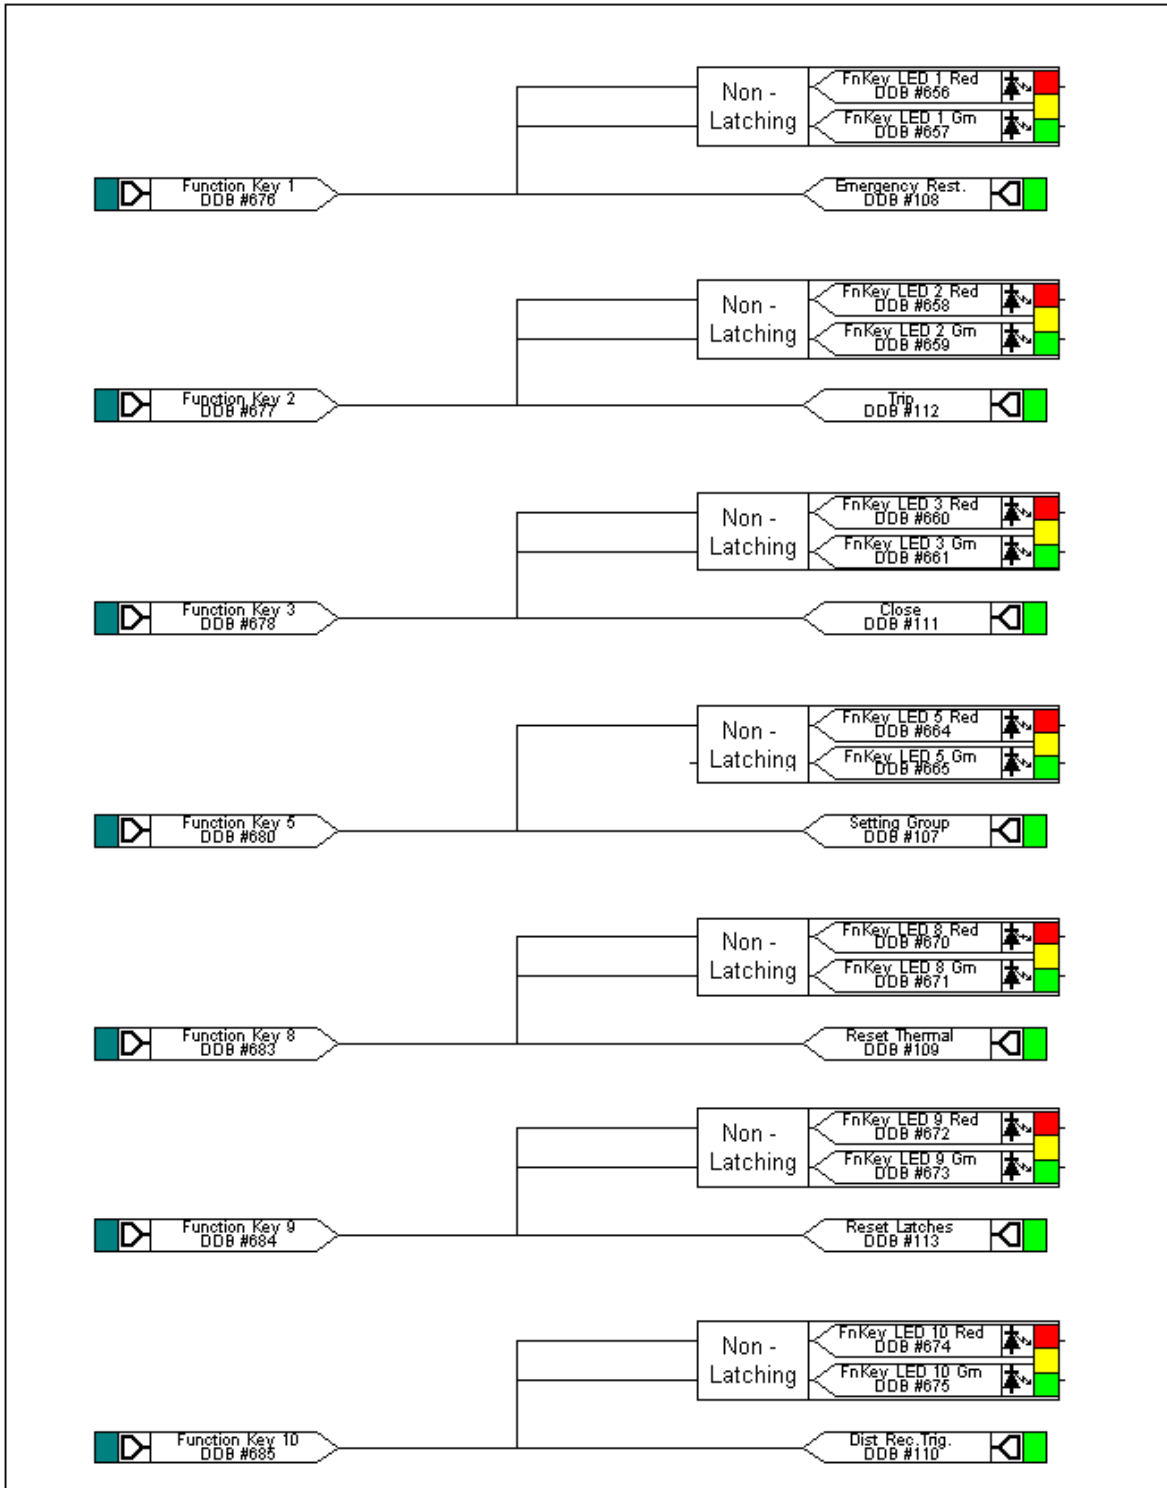 Non -
Latching
FnKey LED 1 Red
DDB #656
FnKey LED 1 Grn
DDB #657
Function Key 1
DDB #676
Emergency Rest.
DDB #108
Non -
Latching
FnKey LED 2 Red
DDB #658
FnKey LED 2 Grn
DDB #659
Function Key 2
DDB #677
Trip
DDB #112
Non -
Latching
FnKey LED 3 Red
DDB #660
FnKey LED 3 Grn
DDB #661
Function Key 3
DDB #678
Close
DDB #111
Non -
Latching
FnKey LED 5 Red
DDB #664
FnKey LED 5 Grn
DDB #665
Function Key 5
DDB #680
Setting Group
DDB #107
Non -
Latching
FnKey LED 8 Red
DDB #670
FnKey LED 8 Grn
DDB #671
Function Key 8
DDB #683
Reset Thermal
DDB #109
Non -
Latching
FnKey LED 9 Red
DDB #672
FnKey LED 9 Grn
DDB #673
Function Key 9
DDB #684
Reset Latches
DDB #113
Non -
Latching
FnKey LED 10 Red
DDB #674
FnKey LED 10 Grn
DDB #675
Function Key 10
DDB #685
Dist Rec.Trig.
DDB #110